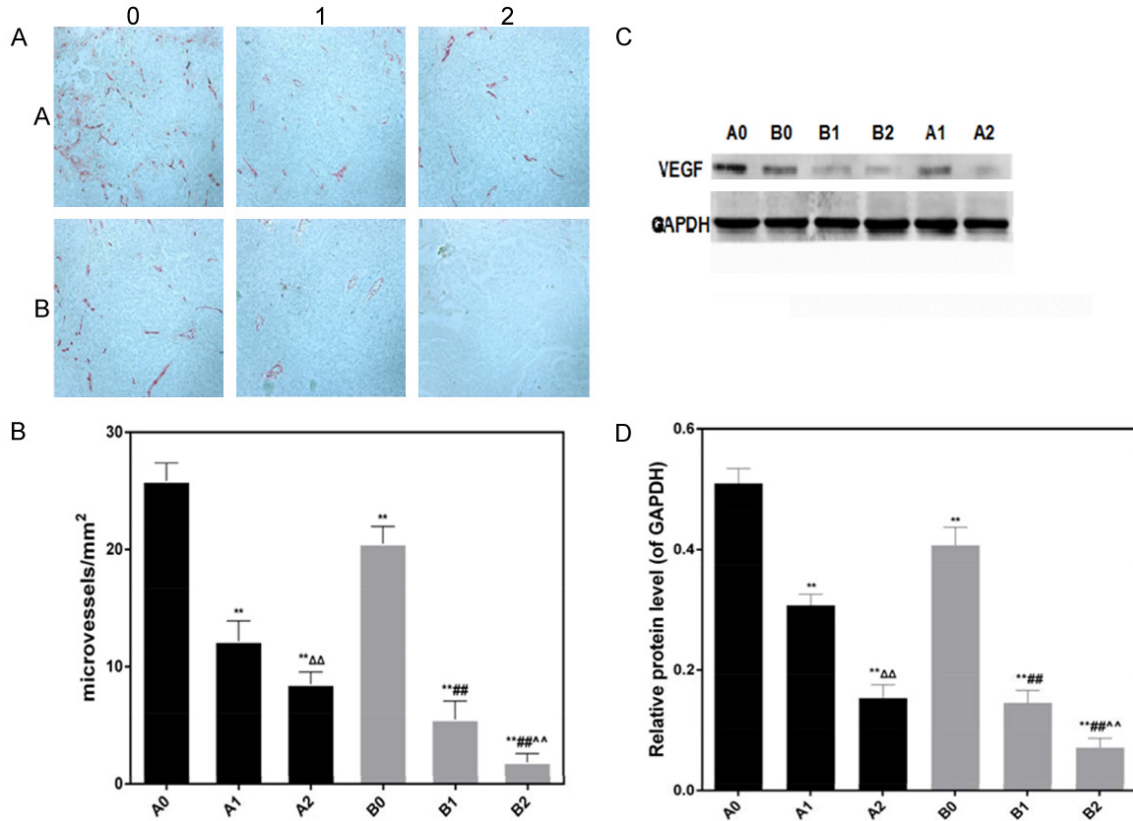 0 1 2
A
A
B
C
A0 B0 B1 B2 A1 A2
VEGF
GAPDH
B
microvessels/mm²
30
20
10
0
**
**ΔΔ
**
**##
**##^^
A0 A1 A2 B0 B1 B2
D
Relative protein level (of GAPDH)
0.6
0.4
0.2
0.0
**
**ΔΔ
**
**##
**##^^
A0 A1 A2 B0 B1 B2